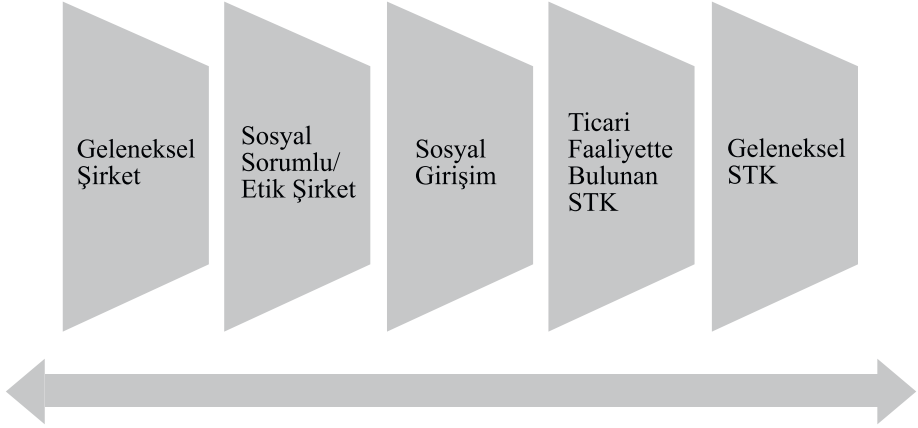 Geleneksel
Şirket
Sosyal
Sorumlu/
Etik Şirket
Sosyal
Girişim
Ticari
Faaliyette
Bulunan
STK
Geleneksel
STK